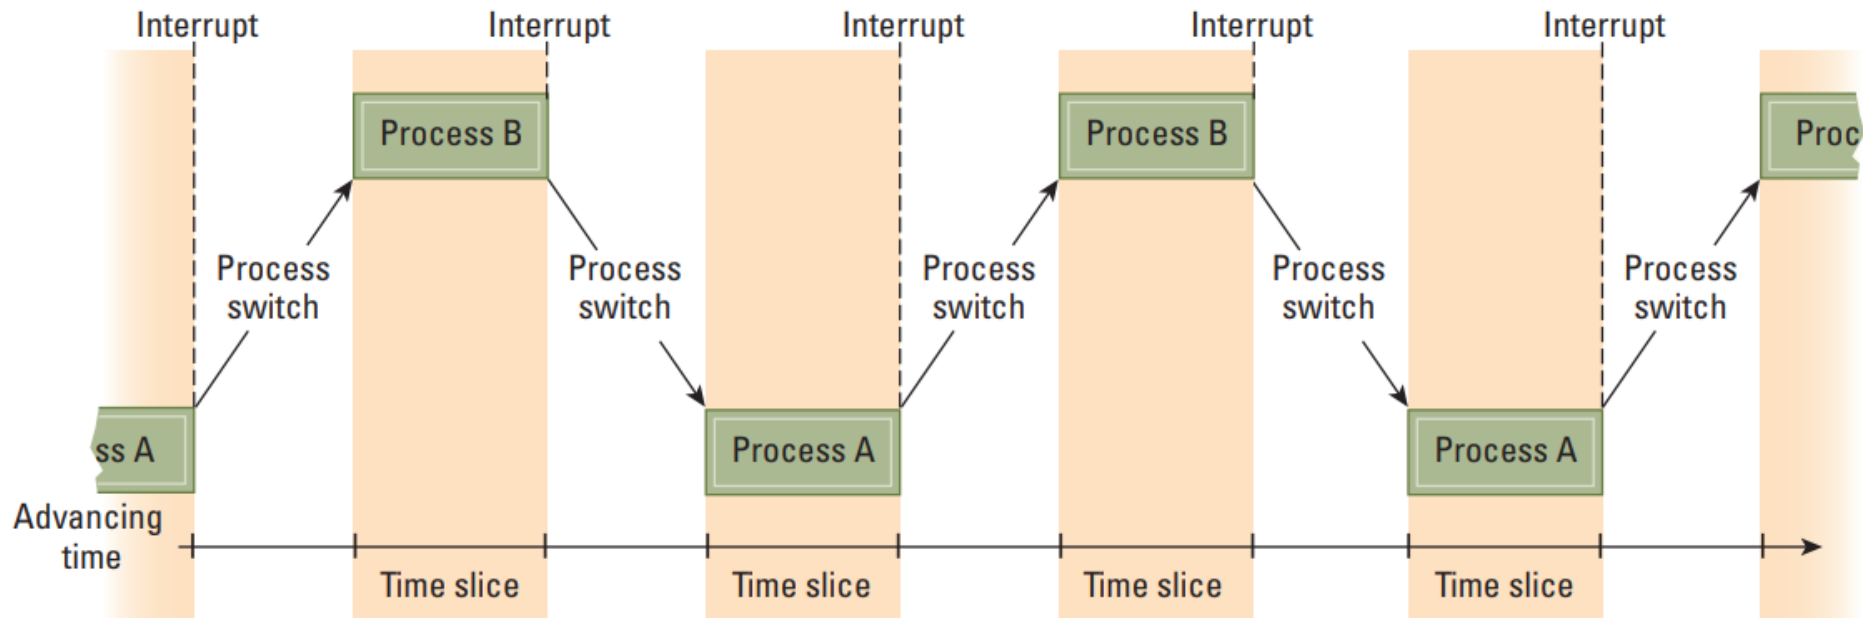 Interrupt
Interrupt
Interrupt
Interrupt
Interrupt
Process B
Process B
Proc
Process
switch
Process
switch
Process
switch
Process
switch
Process
switch
ss A
Process A
Process A
Advancing
time
Time slice
Time slice
Time slice
Time slice